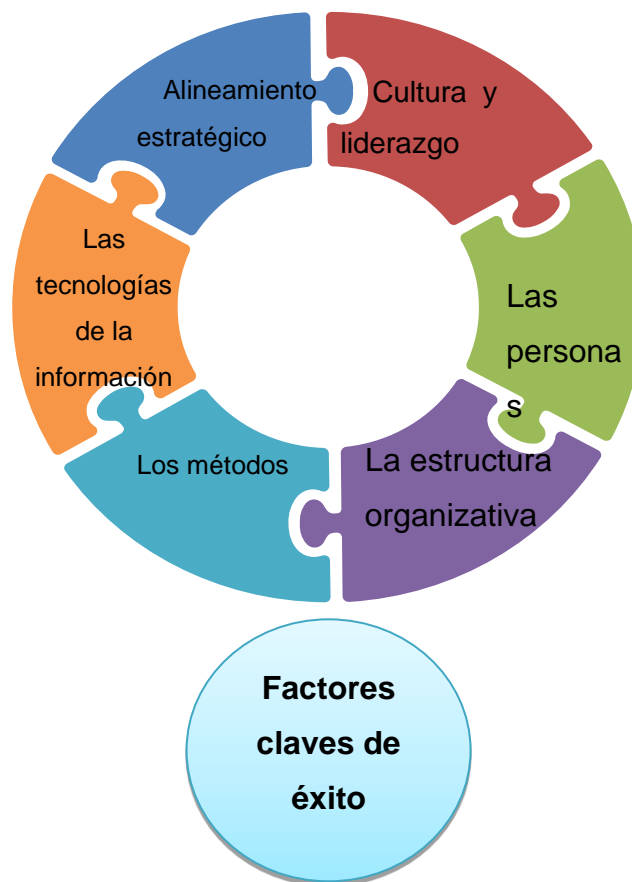 Alineamiento
estratégico
Cultura y
liderazgo
Las
persona
s
La estructura
organizativa
Los métodos
Las
tecnologías
de la
información
Factores
claves de
éxito